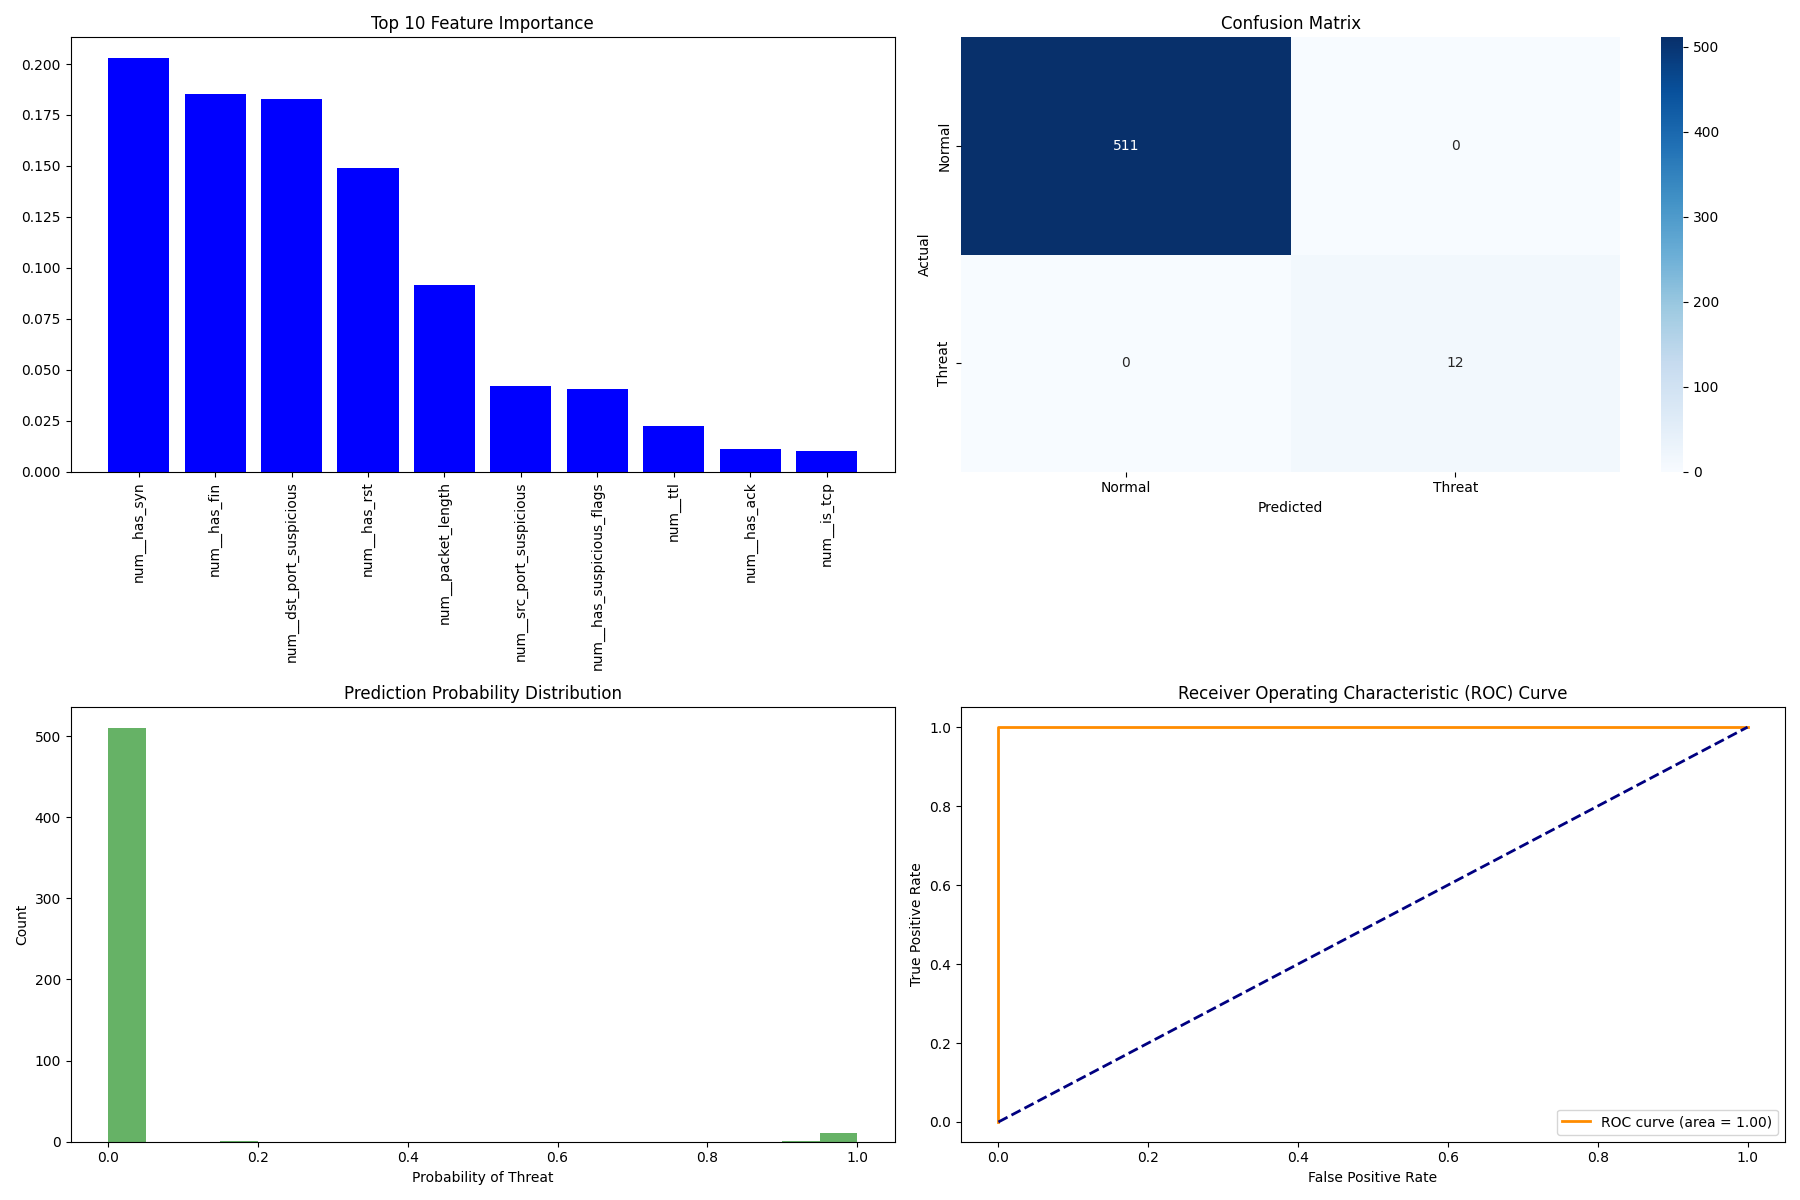 Top 10 Feature Importance
0.200
0.175
0.150
0.125
0.100
0.075
0.050
0.025
0.000
num__has_syn
num__has_fin
num__dst_port_suspicious
num__has_rst
num__packet_length
num__src_port_suspicious
num__has_suspicious_flags
num__ttl
num__has_ack
num__is_tcp
Confusion Matrix
Actual
Normal
Threat
511
0
0
12
Normal
Threat
Predicted
500
400
300
200
100
0
Prediction Probability Distribution
Count
500
400
300
200
100
0
0.0
0.2
0.4
0.6
0.8
1.0
Probability of Threat
Receiver Operating Characteristic (ROC) Curve
True Positive Rate
1.0
0.8
0.6
0.4
0.2
0.0
ROC curve (area = 1.00)
0.0
0.2
0.4
0.6
0.8
1.0
False Positive Rate